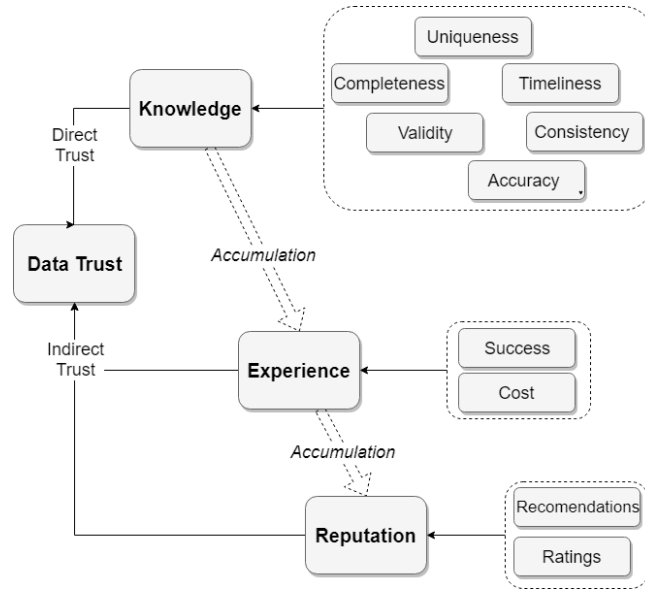 Uniqueness
Completeness
Timeliness
Knowledge
Validity
Consistency
Direct
Trust
Accuracy
Data Trust
Accumulation
Indirect
Trust
Experience
Success
Cost
Accumulation
Reputation
Recomendations
Ratings